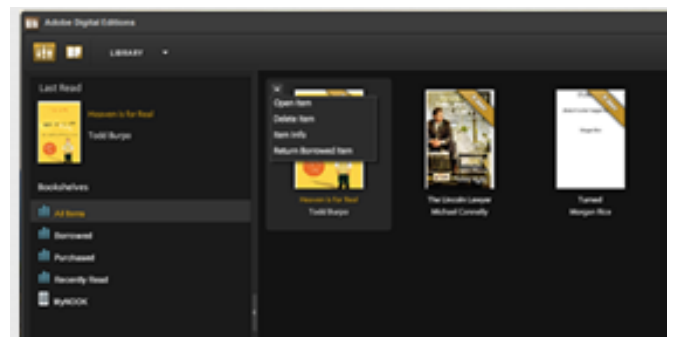 Adobe Digital Editions
LIBRARY
Last Read
Heaven is for Real
Todd Burpo
Bookshelves
All Items
Borrowed
Purchased
Recently Read
MyNOOK
Open Item
Delete Item
Item Info
Return Borrowed Item
Heaven is for Real
Todd Burpo
The Lincoln Lawyer
Michael Connelly
Turned
Morgan Rice